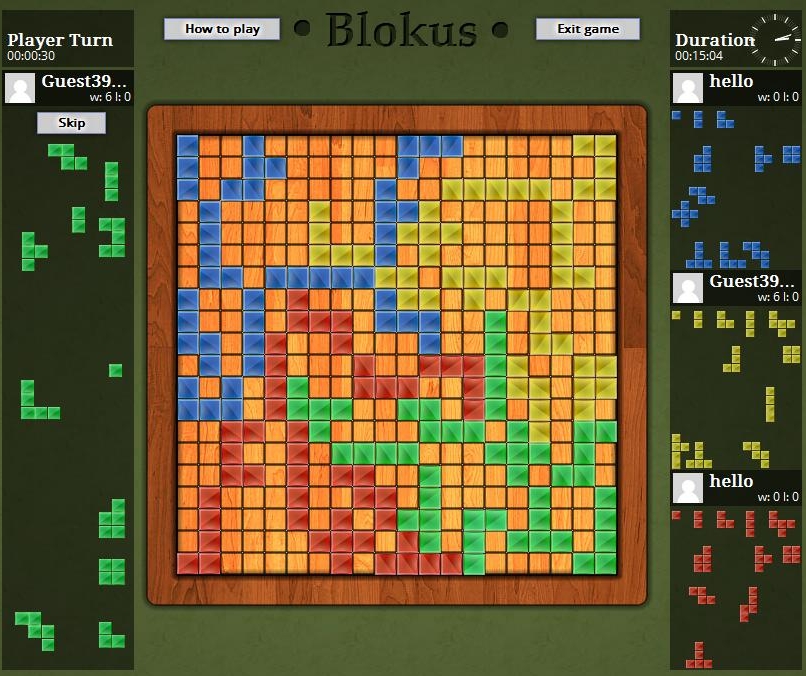 Player Turn
00:00:30
How to play
Blokus
Exit game
Duration
00:15:04
Guest39...
w: 6 l: 0
Skip
hello
w: 0 l: 0
Guest39...
w: 6 l: 0
hello
w: 0 l: 0